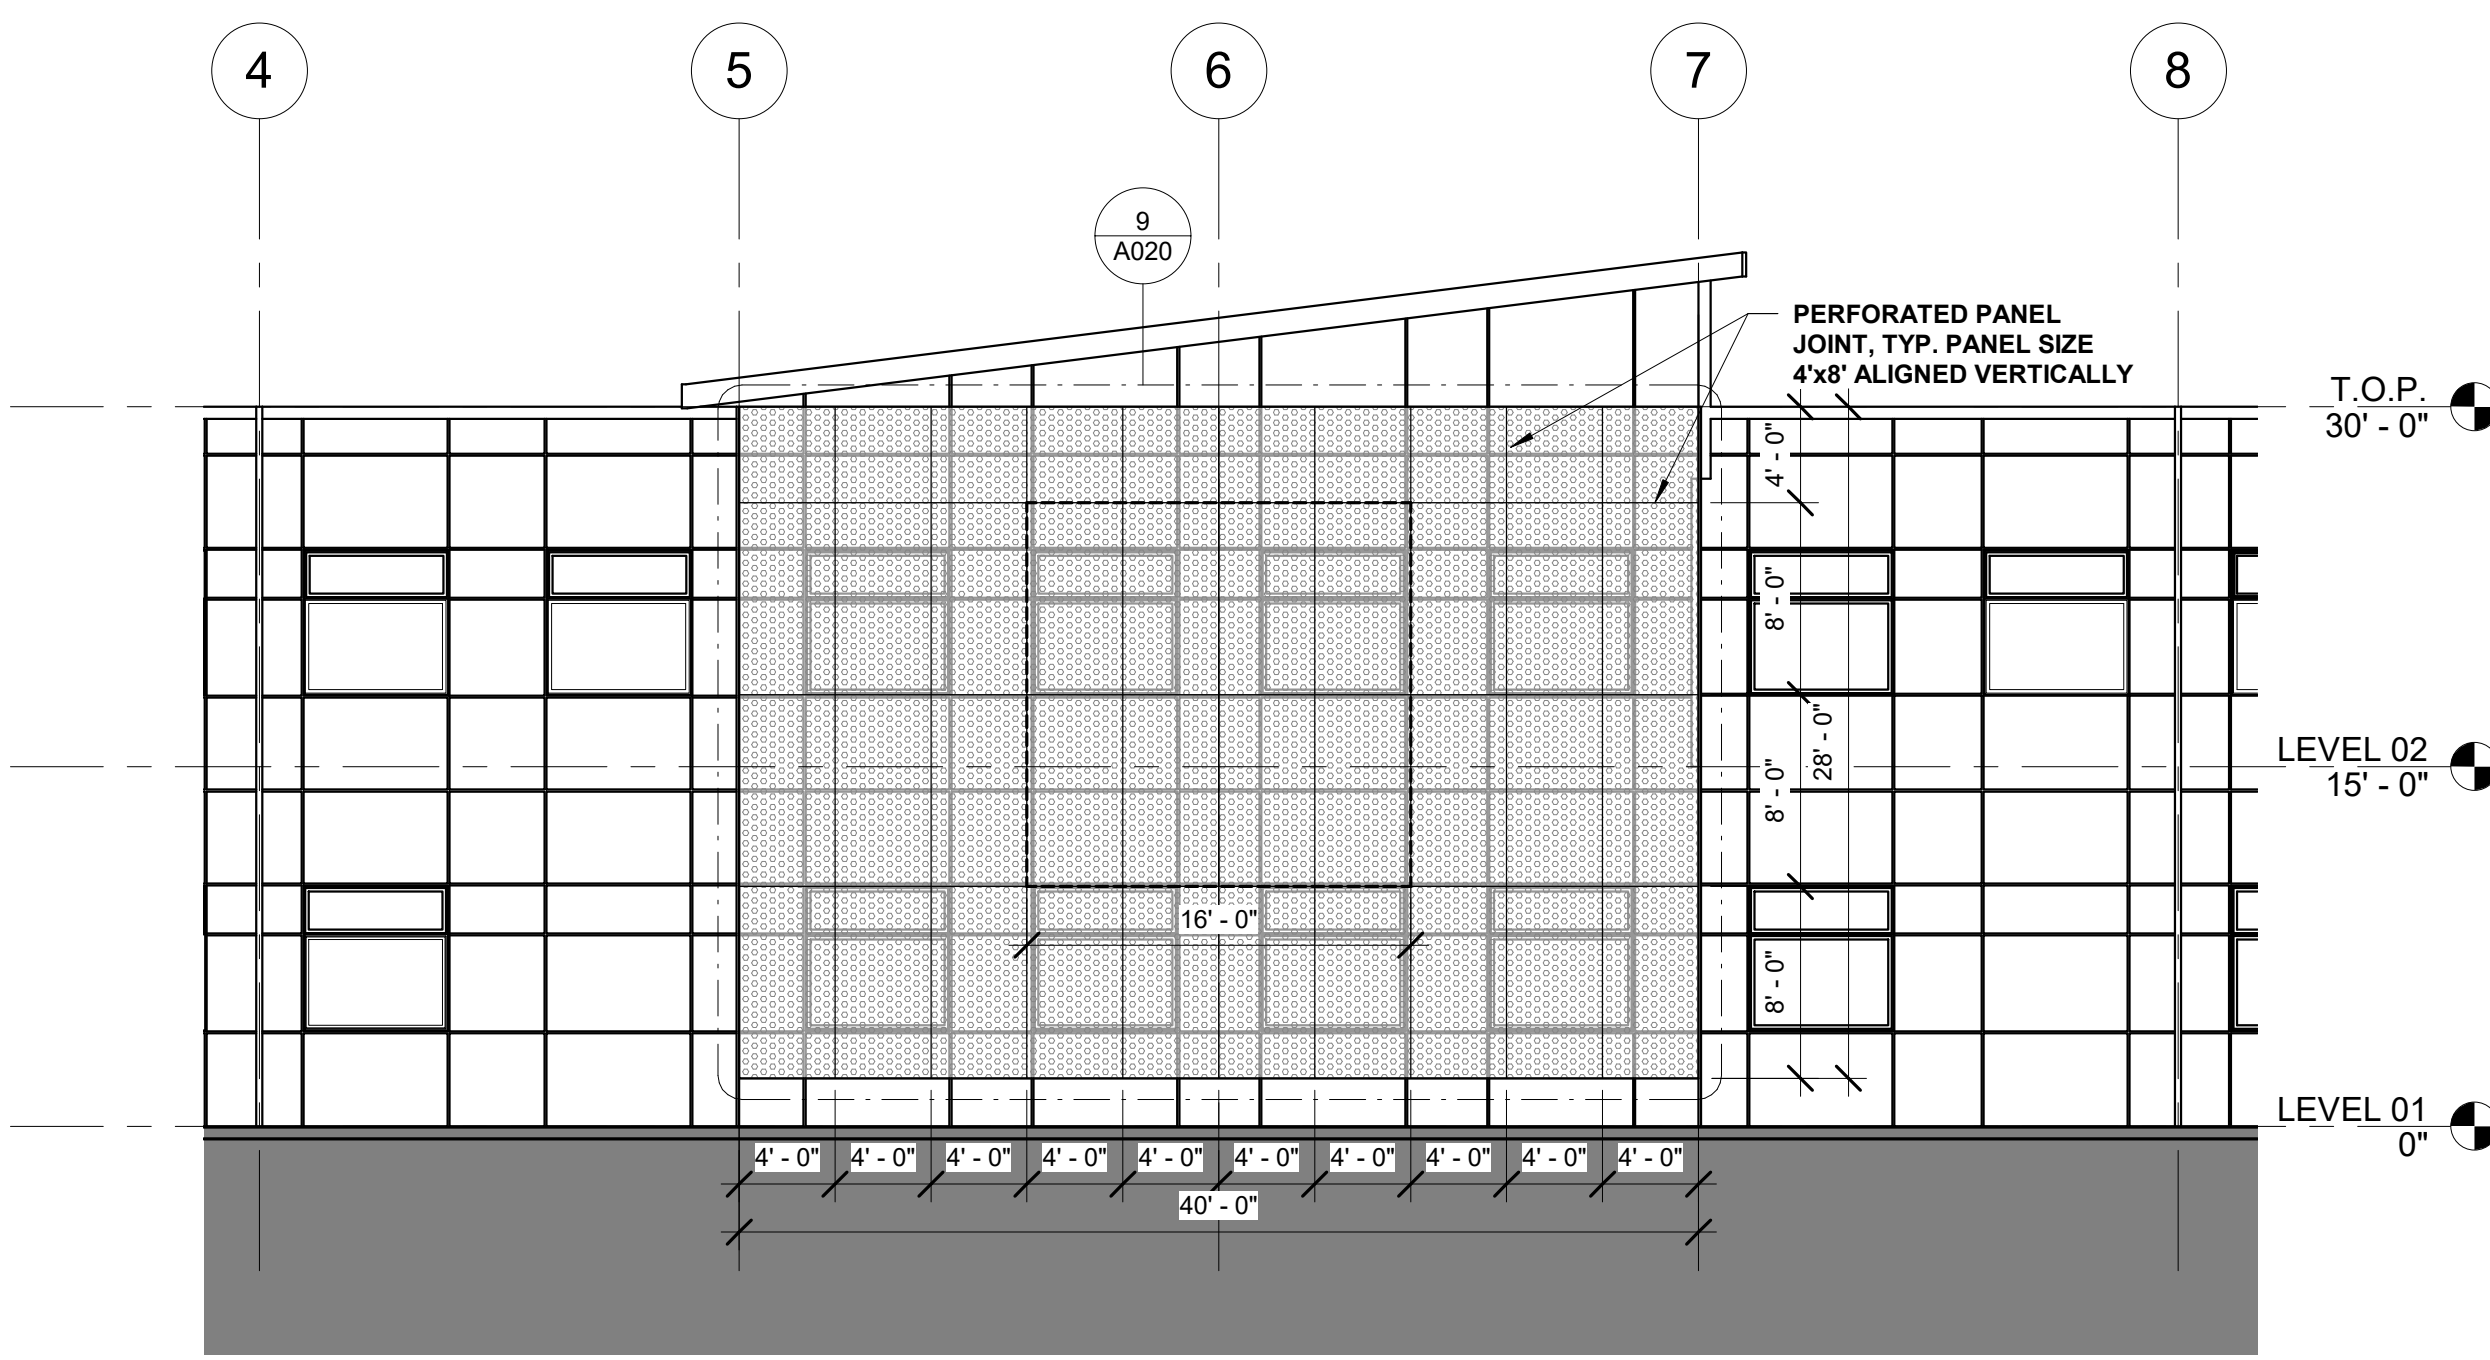 4
5
6
7
8
9
A020
PERFORATED PANEL
JOINT, TYP. PANEL SIZE
4'x8' ALIGNED VERTICALLY
T.O.P.
30' - 0"
4' - 0"
8' - 0"
28' - 0"
LEVEL 02
15' - 0"
8' - 0"
16' - 0"
8' - 0"
LEVEL 01
0"
4' - 0" 4' - 0" 4' - 0" 4' - 0" 4' - 0" 4' - 0" 4' - 0" 4' - 0" 4' - 0" 4' - 0"
40' - 0"